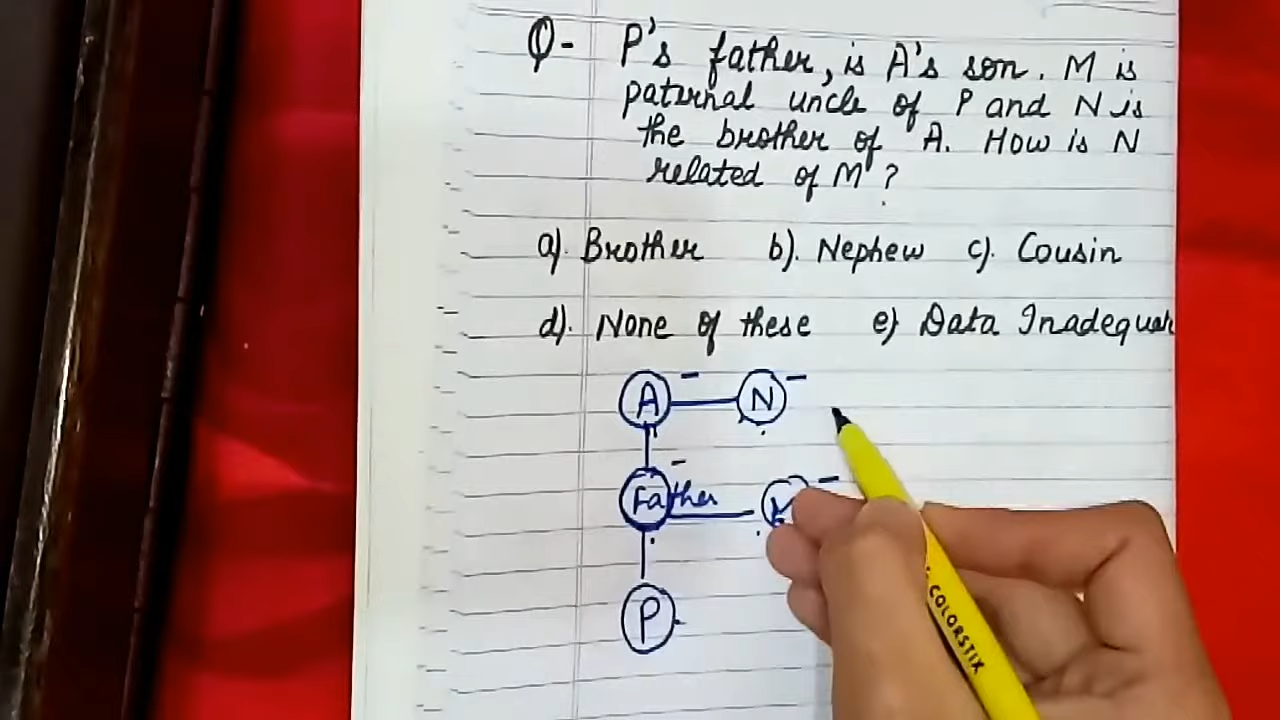 Q- P's father, is A's son. M is
paternal uncle of P and N is
the brother of A. How is N
related of M ?
a). Brother b). Nephew c). Cousin
d). None of these e) Data
A - N -
-
Father -
P
COLORSTIX